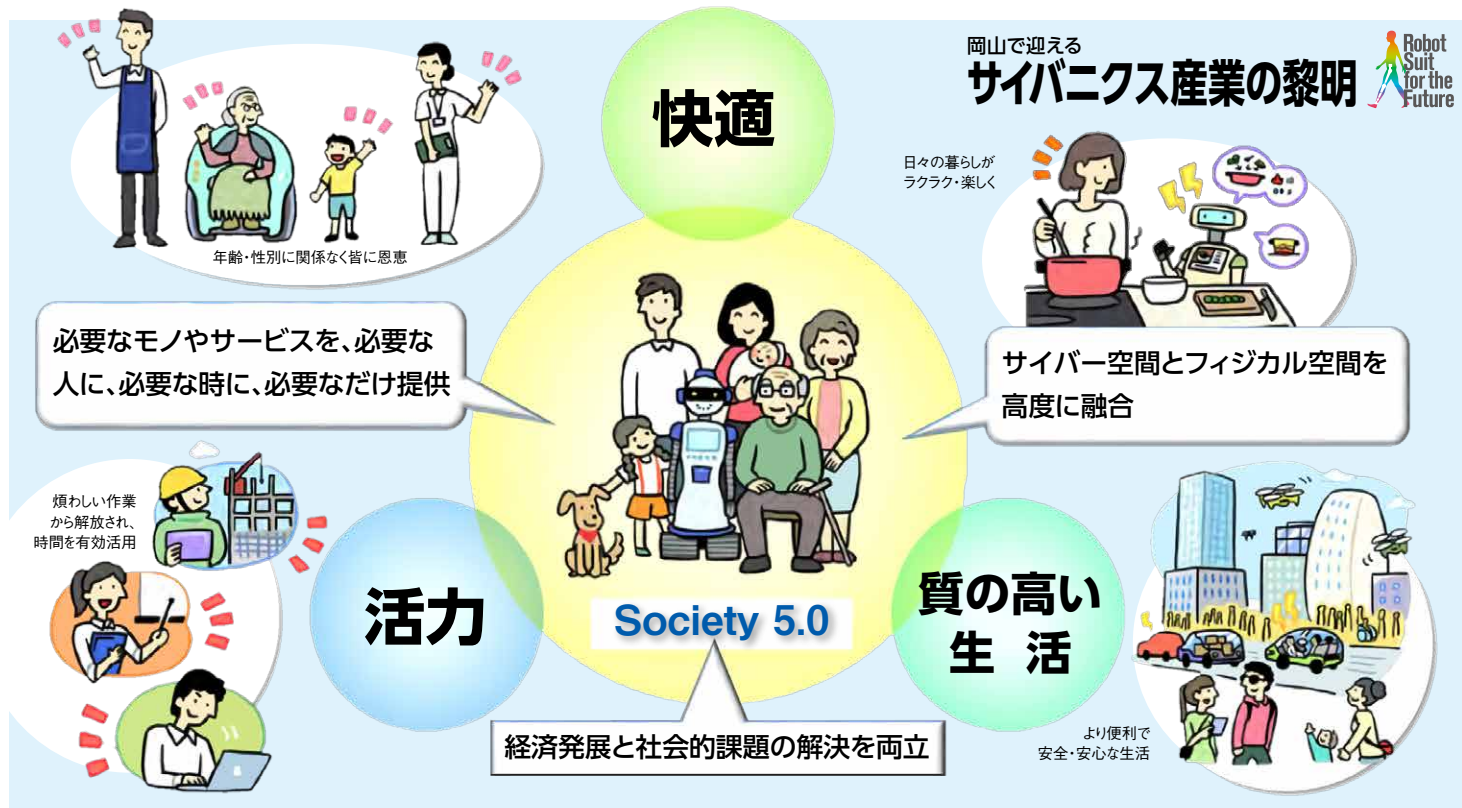 岡山で迎える
サイバニクス産業の黎明
Robot
Suit
for the
Future
快適
年齢・性別に関係なく皆に恩恵
日々の暮らしが
ラクラク・楽しく
必要なモノやサービスを、必要な
人に、必要な時に、必要なだけ提供
サイバー空間とフィジカル空間を
高度に融合
煩わしい作業
から解放され、
時間を有効活用
活力
Society 5.0
質の高い
生 活
経済発展と社会的課題の解決を両立
より便利で
安全・安心な生活